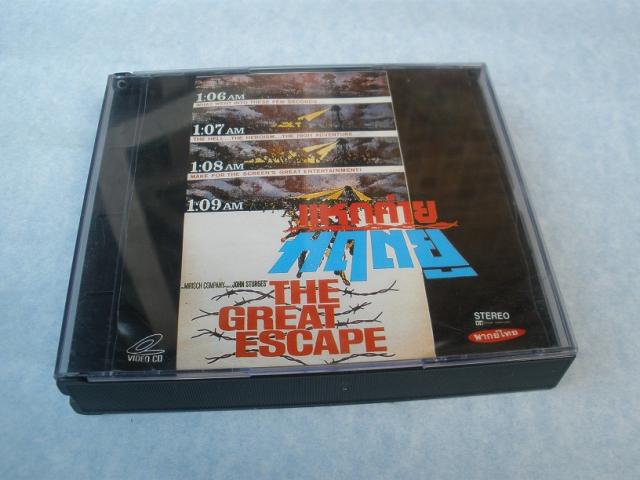 1:06 AM
WHAT WENT INTO THESE FEW SECONDS
1:07 AM
THE HELL...THE HEROISM...THE HIGH ADVENTURE
1:08 AM
MAKE FOR THE SCREEN'S GREAT ENTERTAINMENT!
1:09 AM
แหกค่าย
มฤตยู
MIRISCH COMPANY JOHN STURGES'
THE
GREAT
ESCAPE
VIDEO CD
STEREO
พากย์ไทย